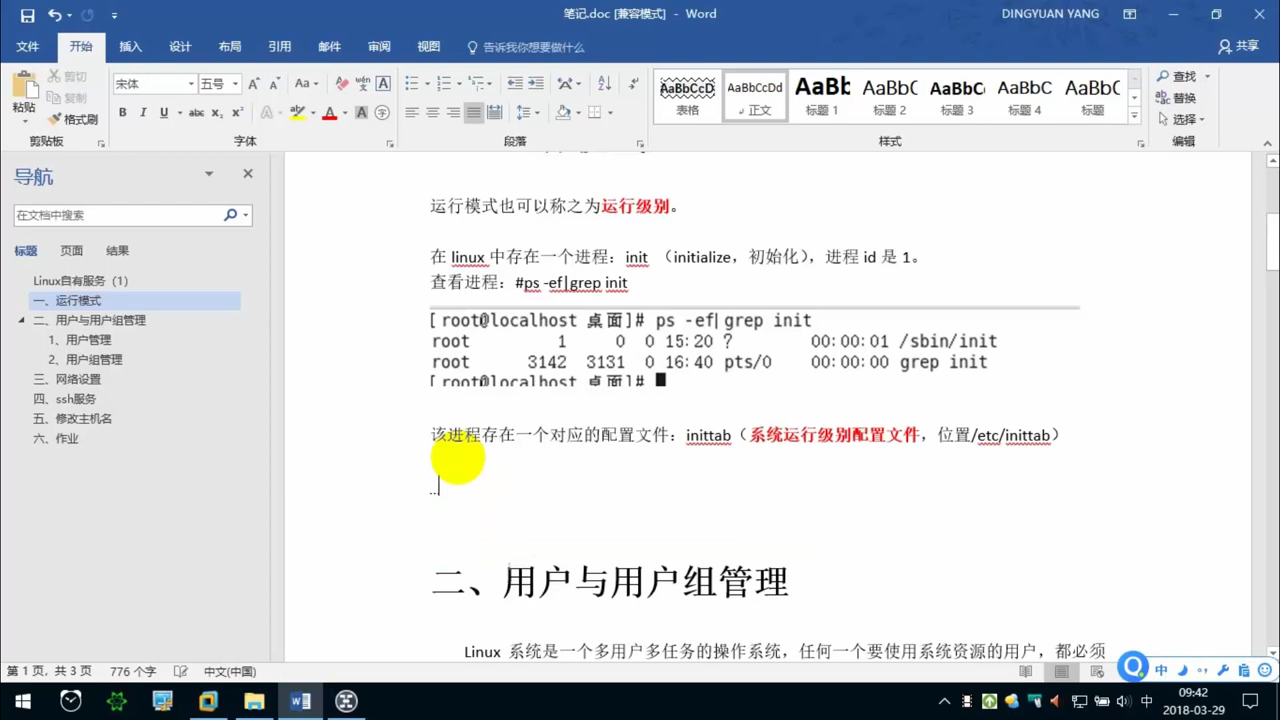 笔记.doc [兼容模式] - Word
DINGYUAN YANG
文件
开始
插入
设计
布局
引用
邮件
审阅
视图
告诉我你想要做什么
共享
粘贴
剪切
复制
格式刷
剪贴板
宋体
五号
字体
段落
AaBbCcD
表格
AaBbCcDd
正文
AaBb
标题 1
AaBbC
标题 2
AaBbC
标题 3
AaBbC
标题 4
AaBbC
标题
样式
查找
替换
选择
编辑
导航
在文档中搜索
标题
页面
结果
Linux自有服务（1）
一、运行模式
二、用户与用户组管理
1、用户管理
2、用户组管理
三、网络设置
四、ssh服务
五、修改主机名
六、作业
运行模式也可以称之为运行级别。
在 linux 中存在一个进程：init （initialize，初始化），进程 id 是 1。
查看进程：#ps -ef|grep init
[root@localhost 桌面]# ps -ef|grep init
root 1 0 0 15:20 ? 00:00:01 /sbin/init
root 3142 3131 0 16:40 pts/0 00:00:00 grep init
[root@localhost 桌面]#
该进程存在一个对应的配置文件：inittab（系统运行级别配置文件，位置/etc/inittab）
二、用户与用户组管理
Linux 系统是一个多用户多任务的操作系统，任何一个要使用系统资源的用户，都必须
第 1 页，共 3 页
776 个字
中文(中国)
中
中
09:42
2018-03-29